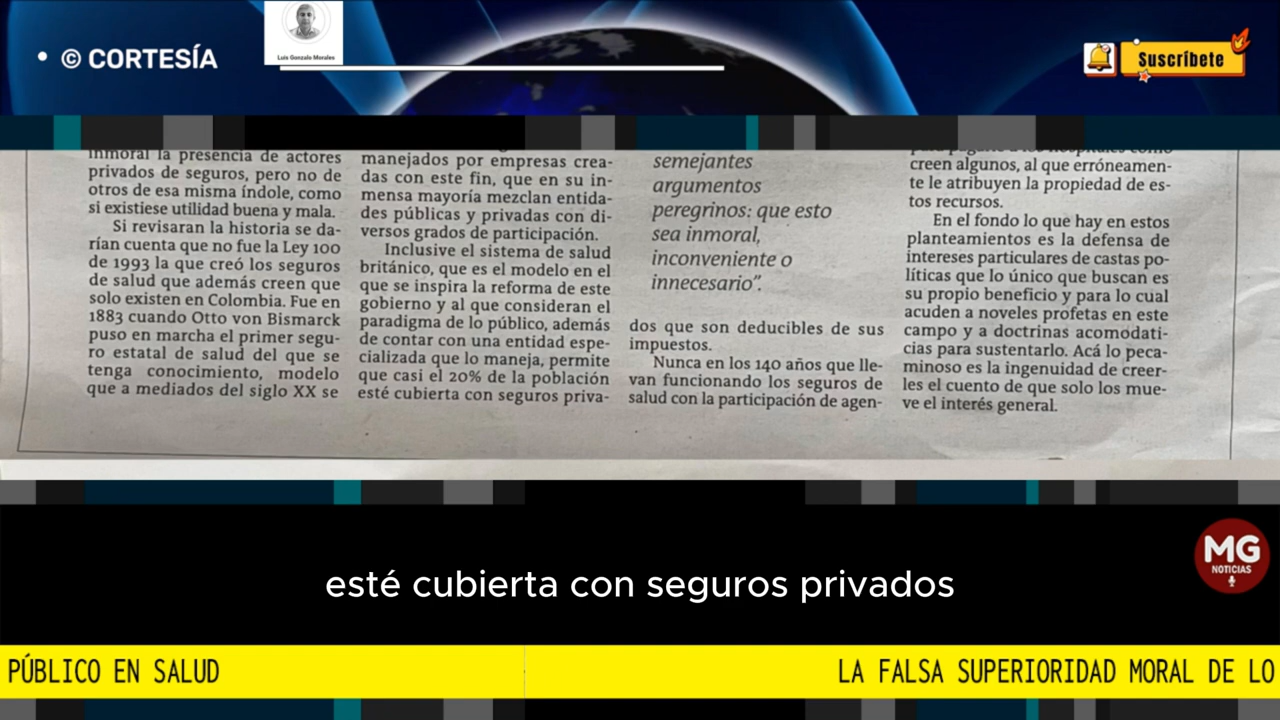 • © CORTESÍA
Luis Gonzalo Morales
Suscríbete
inmoral la presencia de actores
privados de seguros, pero no de
otros de esa misma índole, como
si existiese utilidad buena y mala.
Si revisaran la historia se da-
rían cuenta que no fue la Ley 100
de 1993 la que creó los seguros
de salud que además creen que
solo existen en Colombia. Fue en
1883 cuando Otto von Bismarck
puso en marcha el primer segu-
ro estatal de salud del que se
tenga conocimiento, modelo
que a mediados del siglo XX se
manejados por empresas crea-
das con este fin, que en su in-
mensa mayoría mezclan entida-
des públicas y privadas con di-
versos grados de participación.
Inclusive el sistema de salud
británico, que es el modelo en el
que se inspira la reforma de este
gobierno y al que consideran el
paradigma de lo público, además
de contar con una entidad espe-
cializada que lo maneja, permite
que casi el 20% de la población
esté cubierta con seguros priva-
semejantes
argumentos
peregrinos: que esto
sea inmoral,
inconveniente o
innecesario”.
dos que son deducibles de sus
impuestos.
Nunca en los 140 años que lle-
van funcionando los seguros de
salud con la participación de agen-
creen algunos, al que erróneamen-
te le atribuyen la propiedad de es-
tos recursos.
En el fondo lo que hay en estos
planteamientos es la defensa de
intereses particulares de castas po-
líticas que lo único que buscan es
su propio beneficio y para lo cual
acuden a noveles profetas en este
campo y a doctrinas acomodati-
cias para sustentarlo. Acá lo peca-
minoso es la ingenuidad de creer-
les el cuento de que solo los mue-
ve el interés general.
MG
NOTICIAS
esté cubierta con seguros privados
PÚBLICO EN SALUD
LA FALSA SUPERIORIDAD MORAL DE LO